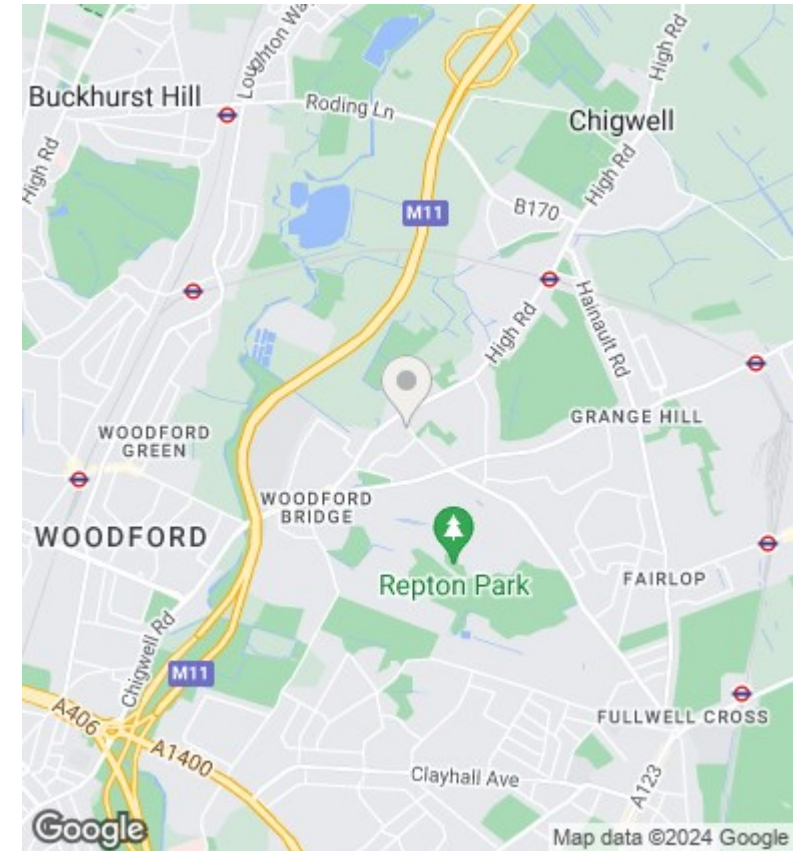 Loughton Way
High Rd
Buckhurst Hill
Roding Ln
Chigwell
High Rd
High Rd
M11
B170
High Rd
Hainault Rd
GRANGE HILL
WOODFORD
GREEN
WOODFORD
BRIDGE
WOODFORD
Repton Park
FAIRLOP
Chigwell Rd
M11
A406
A1400
FULLWELL CROSS
Clayhall Ave
A123
Google
Map data ©2024 Google